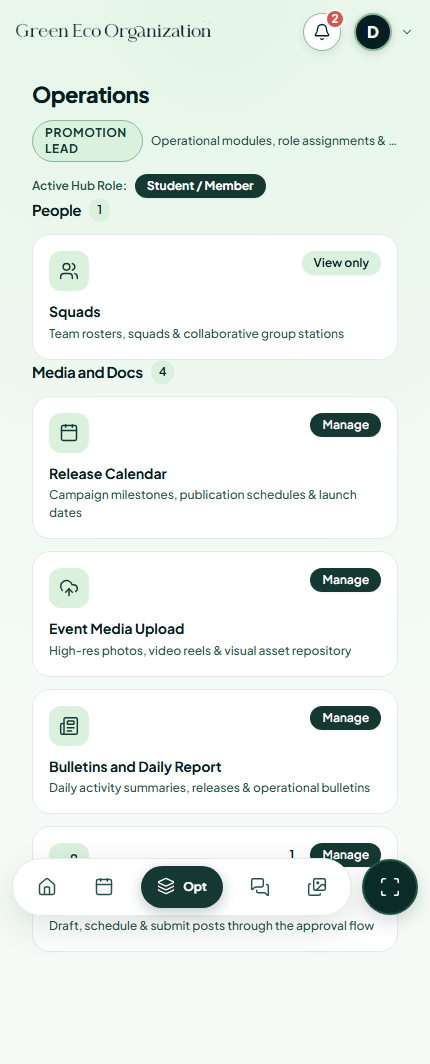 Green Eco Organization
2
D
Operations
PROMOTION
LEAD
Operational modules, role assignments & ...
Active Hub Role:
Student / Member
People
1
View only
Squads
Team rosters, squads & collaborative group stations
Media and Docs
4
Manage
Release Calendar
Campaign milestones, publication schedules & launch
dates
Manage
Event Media Upload
High-res photos, video reels & visual asset repository
Manage
Bulletins and Daily Report
Daily activity summaries, releases & operational bulletins
1
Manage
Opt
Draft, schedule & submit posts through the approval flow